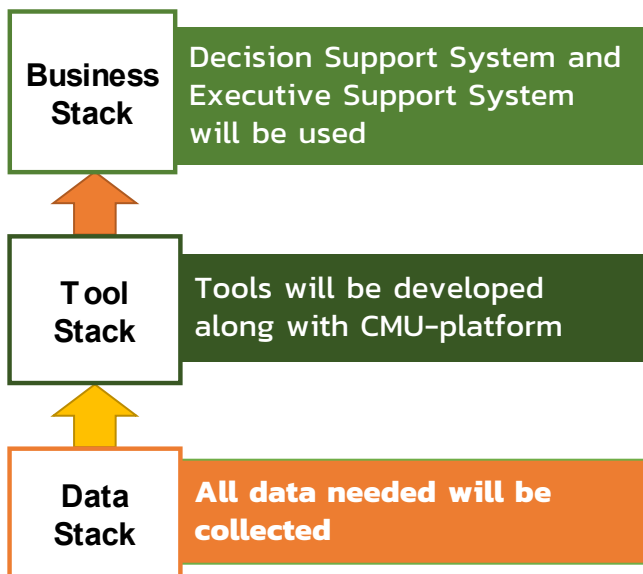 Business
Stack
Decision Support System and
Executive Support System
will be used
Tool
Stack
Tools will be developed
along with CMU-platform
Data
Stack
All data needed will be
collected